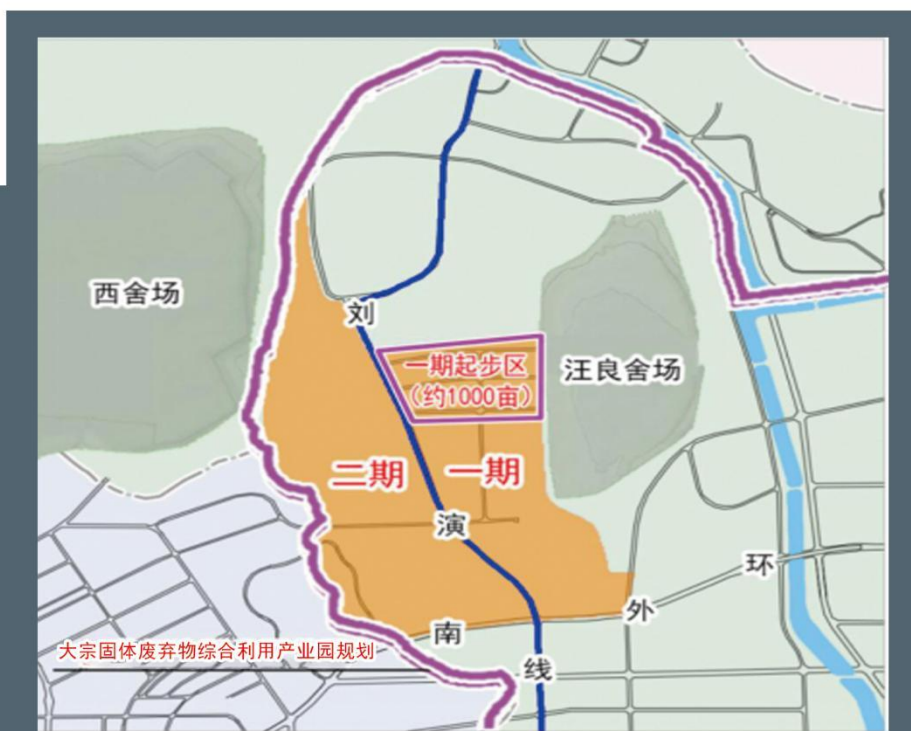 西舍场
刘
一期起步区
（约1000亩）
汪良舍场
二期
一期
演
环
外
南
大宗固体废弃物综合利用产业园规划
线